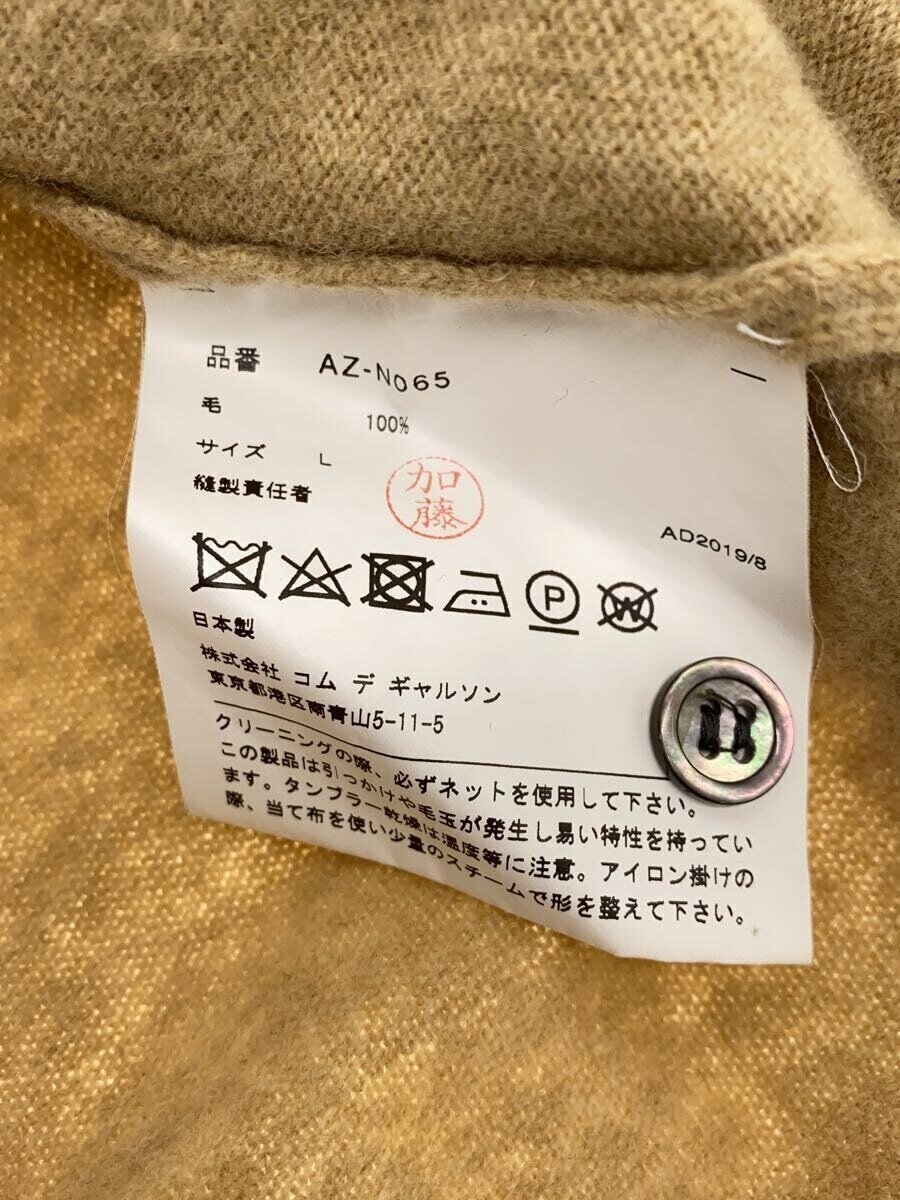 品番 AZ-N065
毛 100%
サイズ L
縫製責任者 加藤
AD2019/8
P
W
日本製
株式会社 コム デ ギャルソン
東京都港区南青山5-11-5
クリーニングの際、必ずネットを使用して下さい。
この製品は引っかけや毛玉が発生し易い特性を持ってい
ます。タンブラー乾燥は温度等に注意。アイロン掛けの
際、当て布を使い少量のスチームで形を整えて下さい。